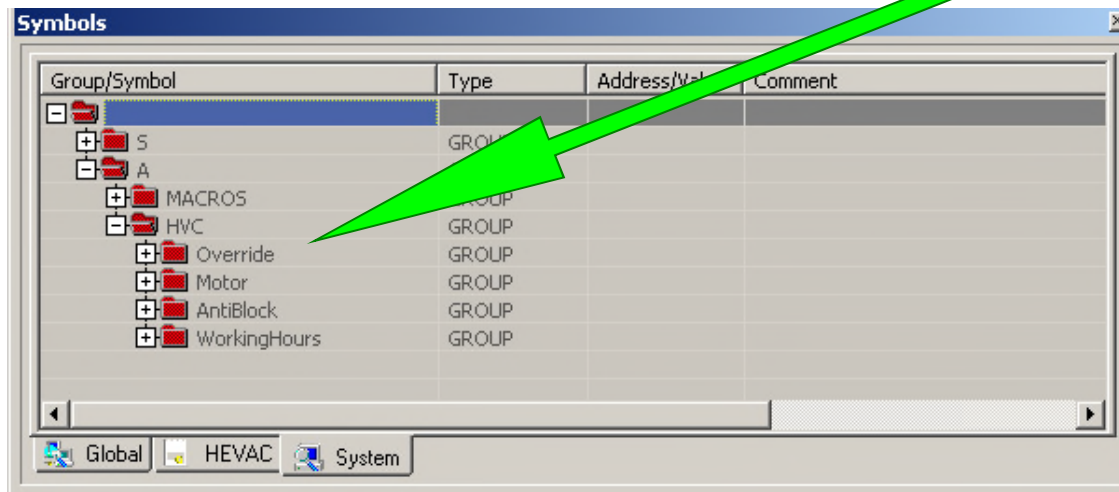 Symbols
Group/Symbol Type Comment
S
A
MACROS GROUP
HVC GROUP
Override GROUP
Motor GROUP
AntiBlock GROUP
WorkingHours GROUP
Global HEVAC System